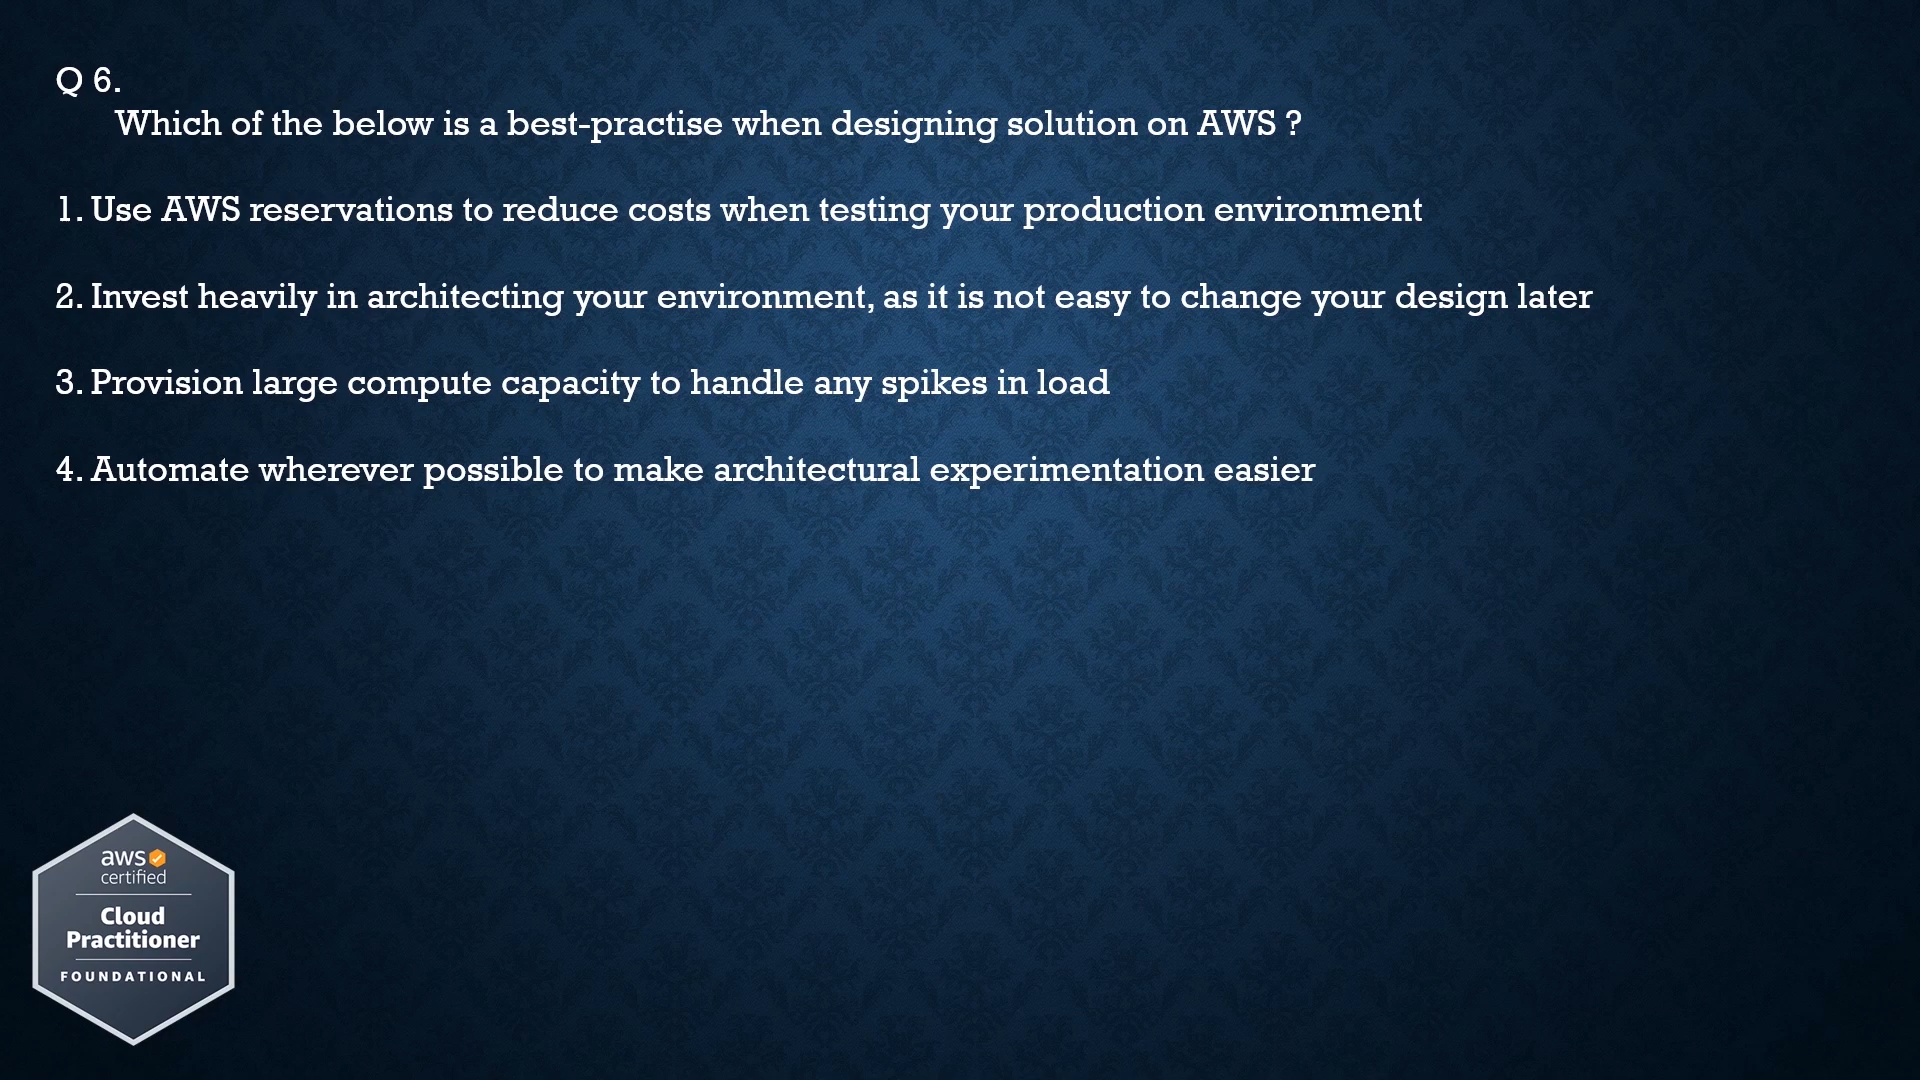 Q 6.
Which of the below is a best-practise when designing solution on AWS ?
1. Use AWS reservations to reduce costs when testing your production environment
2. Invest heavily in architecting your environment, as it is not easy to change your design later
3. Provision large compute capacity to handle any spikes in load
4. Automate wherever possible to make architectural experimentation easier
aws
certified
Cloud
Practitioner
FOUNDATIONAL